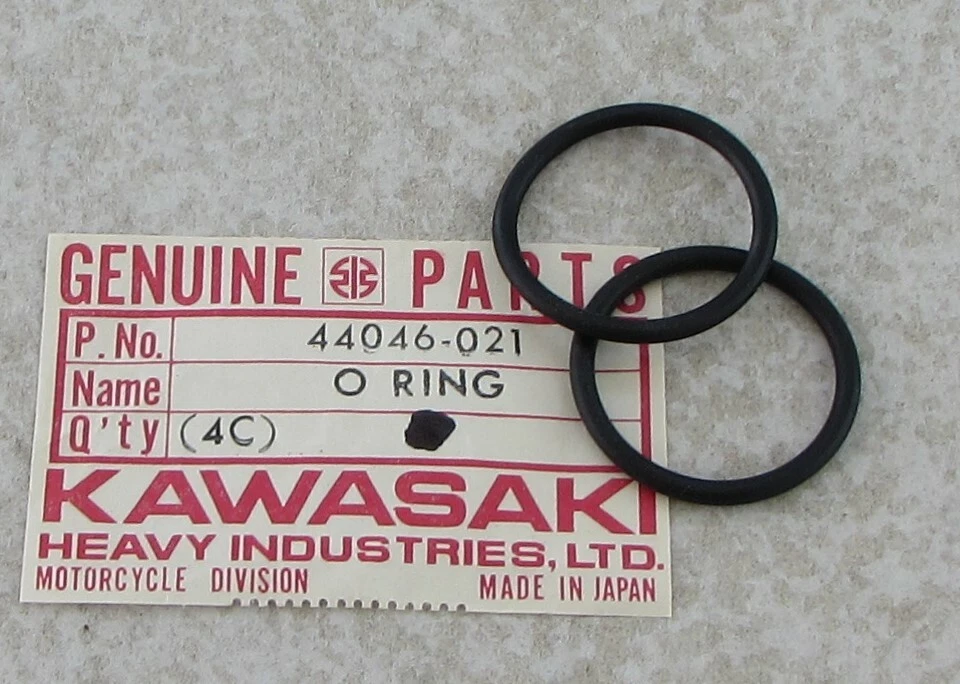 GENUINE PARTS
P. No. 44046-021
Name O RING
Q'ty (4C)
KAWASAKI
HEAVY INDUSTRIES, LTD.
MOTORCYCLE DIVISION MADE IN JAPAN